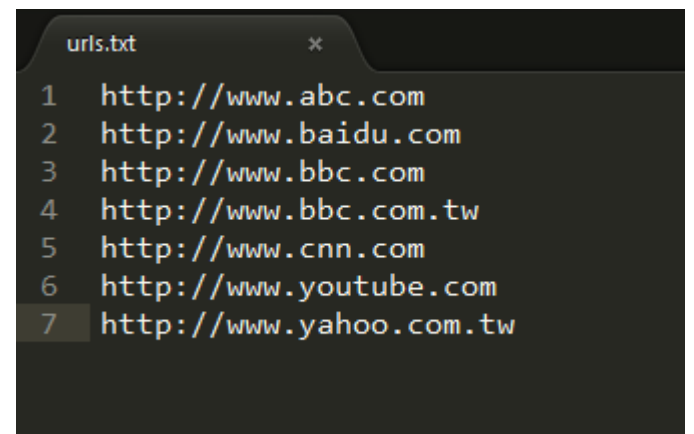 urls.txt ×
1 http://www.abc.com
2 http://www.baidu.com
3 http://www.bbc.com
4 http://www.bbc.com.tw
5 http://www.cnn.com
6 http://www.youtube.com
7 http://www.yahoo.com.tw